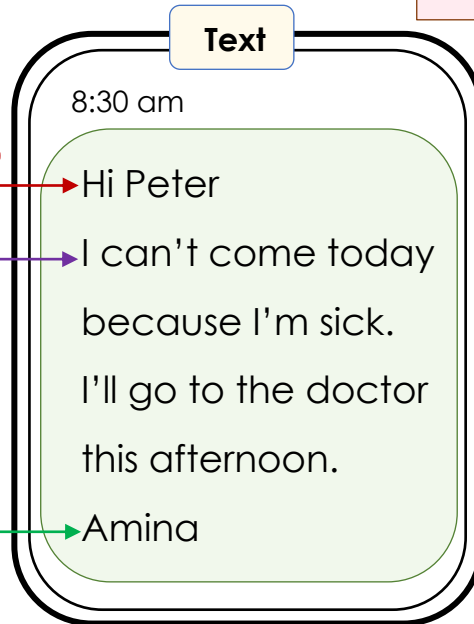 Text
8:30 am
Hi Peter
I can’t come today
because I’m sick.
I’ll go to the doctor
this afternoon.
Amina